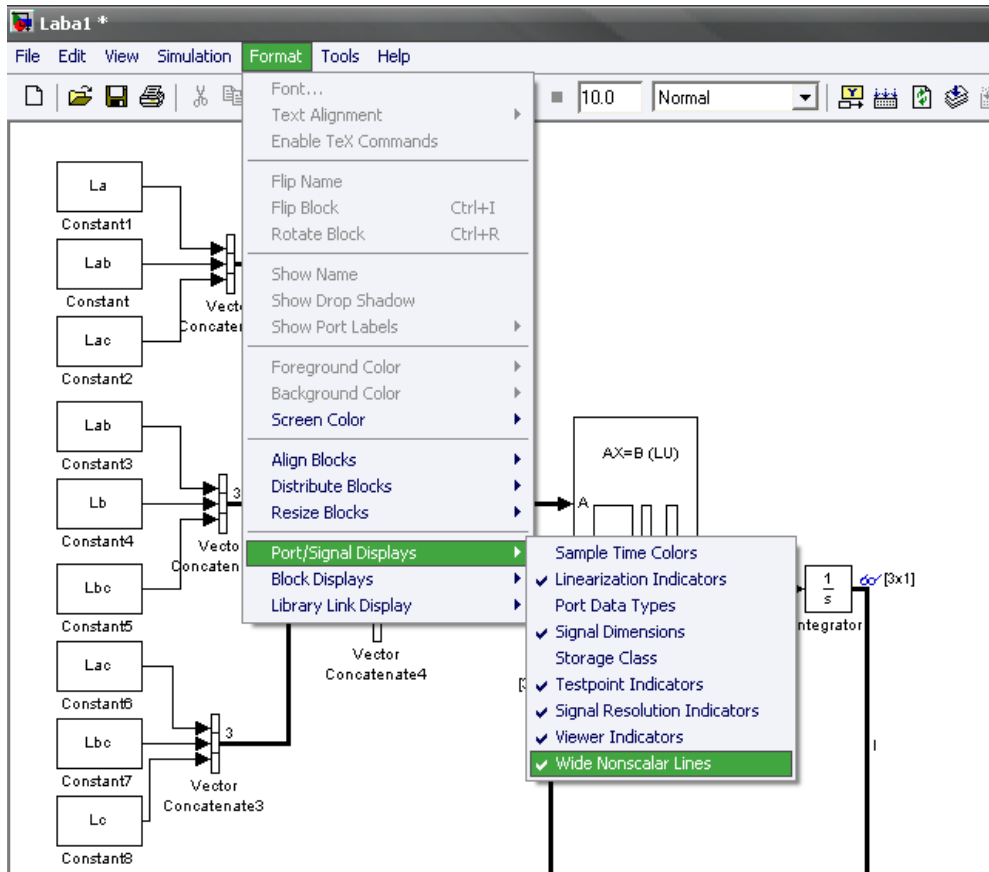 Laba1 *
File Edit View Simulation Format Tools Help
10.0 Normal
Font...
Text Alignment
Enable TeX Commands
Flip Name
Flip Block Ctrl+I
Rotate Block Ctrl+R
Show Name
Show Drop Shadow
Show Port Labels
Foreground Color
Background Color
Screen Color
Align Blocks
Distribute Blocks
Resize Blocks
Port/Signal Displays
Block Displays
Library Link Display
Sample Time Colors
Linearization Indicators
Port Data Types
Signal Dimensions
Storage Class
Testpoint Indicators
Signal Resolution Indicators
Viewer Indicators
Wide Nonscalar Lines
La
Constant1
Lab
Constant
Lac
Constant2
Vect
Concate
Lab
Constant3
Lb
Constant4
Lbc
Constant5
3
Vecto
Concaten
Lac
Constant6
Lbc
Constant7
Lc
Constant8
3
Vector
Concatenate3
Vector
Concatenate4
AX=B (LU)
A
1
s
[3x1]
ntegrator